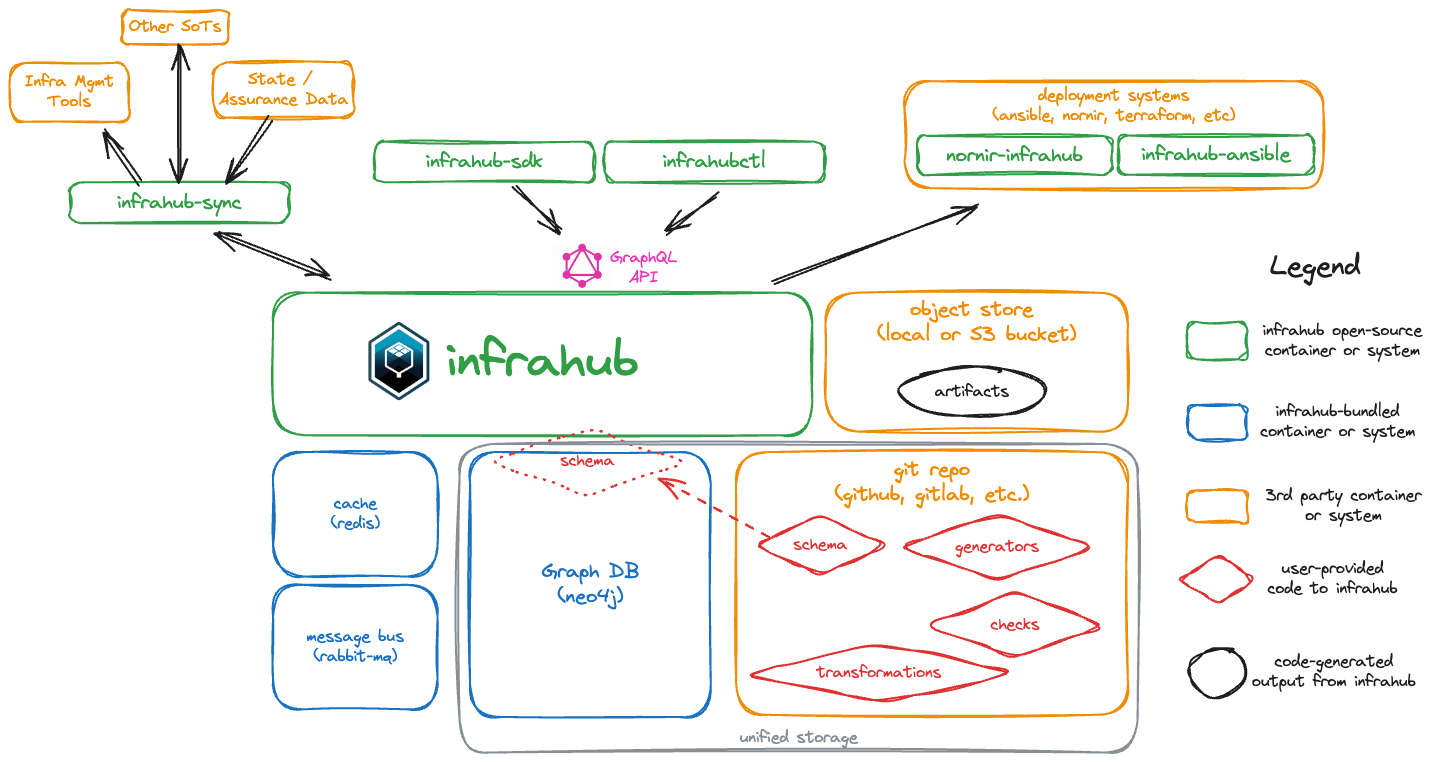 Other SoTs
Infra Mgmt
Tools
State /
Assurance Data
infrahub-sync
infrahub-sdk
infrahubctl
deployment systems
(ansible, nornir, terraform, etc)
nornir-infrahub
infrahub-ansible
GraphQL
API
infrahub
object store
(local or S3 bucket)
artifacts
cache
(redis)
message bus
(rabbit-mq)
schema
Graph DB
(neo4j)
git repo
(github, gitlab, etc.)
schema
generators
checks
transformations
unified storage
Legend
infrahub open-source
container or system
infrahub-bundled
container or system
3rd party container
or system
user-provided
code to infrahub
code-generated
output from infrahub